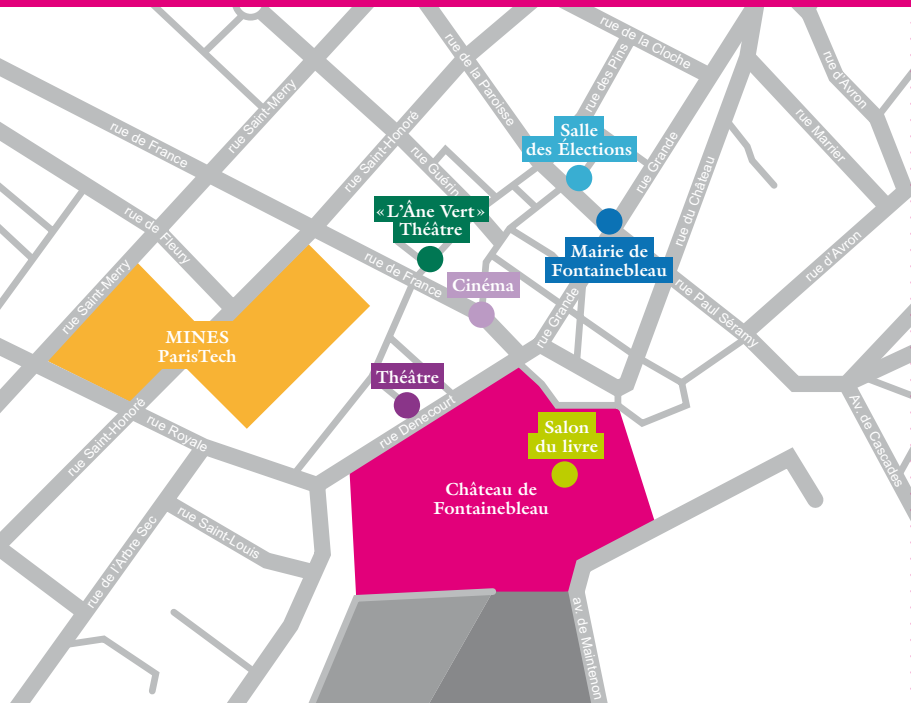 rue de la Cloche
rue de la Paroisse
rue des Pins
rue d'Avron
rue Saint-Merry
rue de France
rue Saint-Honoré
rue Guérin
Salle
des Élections
rue Grande
rue Marrier
rue du Château
«L'Âne Vert»
Théâtre
rue de Fleury
Mairie de
Fontainebleau
rue d'Avron
rue de France
Cinéma
rue Saint-Merry
rue Grande
rue Paul Séramy
MINES
ParisTech
Théâtre
rue Denecourt
rue Saint-Honoré
rue Royale
Salon
du livre
Av. de Cascades
Château de
Fontainebleau
rue Saint-Louis
rue de l'Arbre Sec
av. de Maintenon